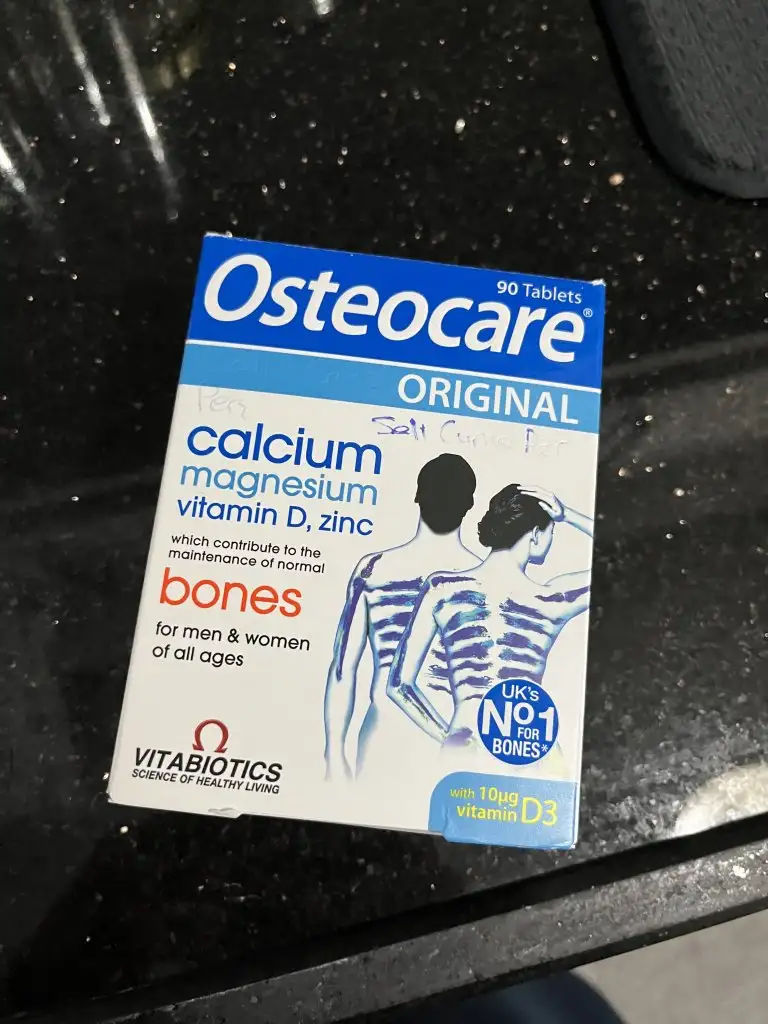 90 Tablets
Osteocare®
ORIGINAL
Salt
calcium
magnesium
vitamin D, zinc
which contribute to the
maintenance of normal
bones
for men & women
of all ages
UK's
No1
FOR
BONES*
VITABIOTICS
SCIENCE OF HEALTHY LIVING
with 10µg
vitamin D3